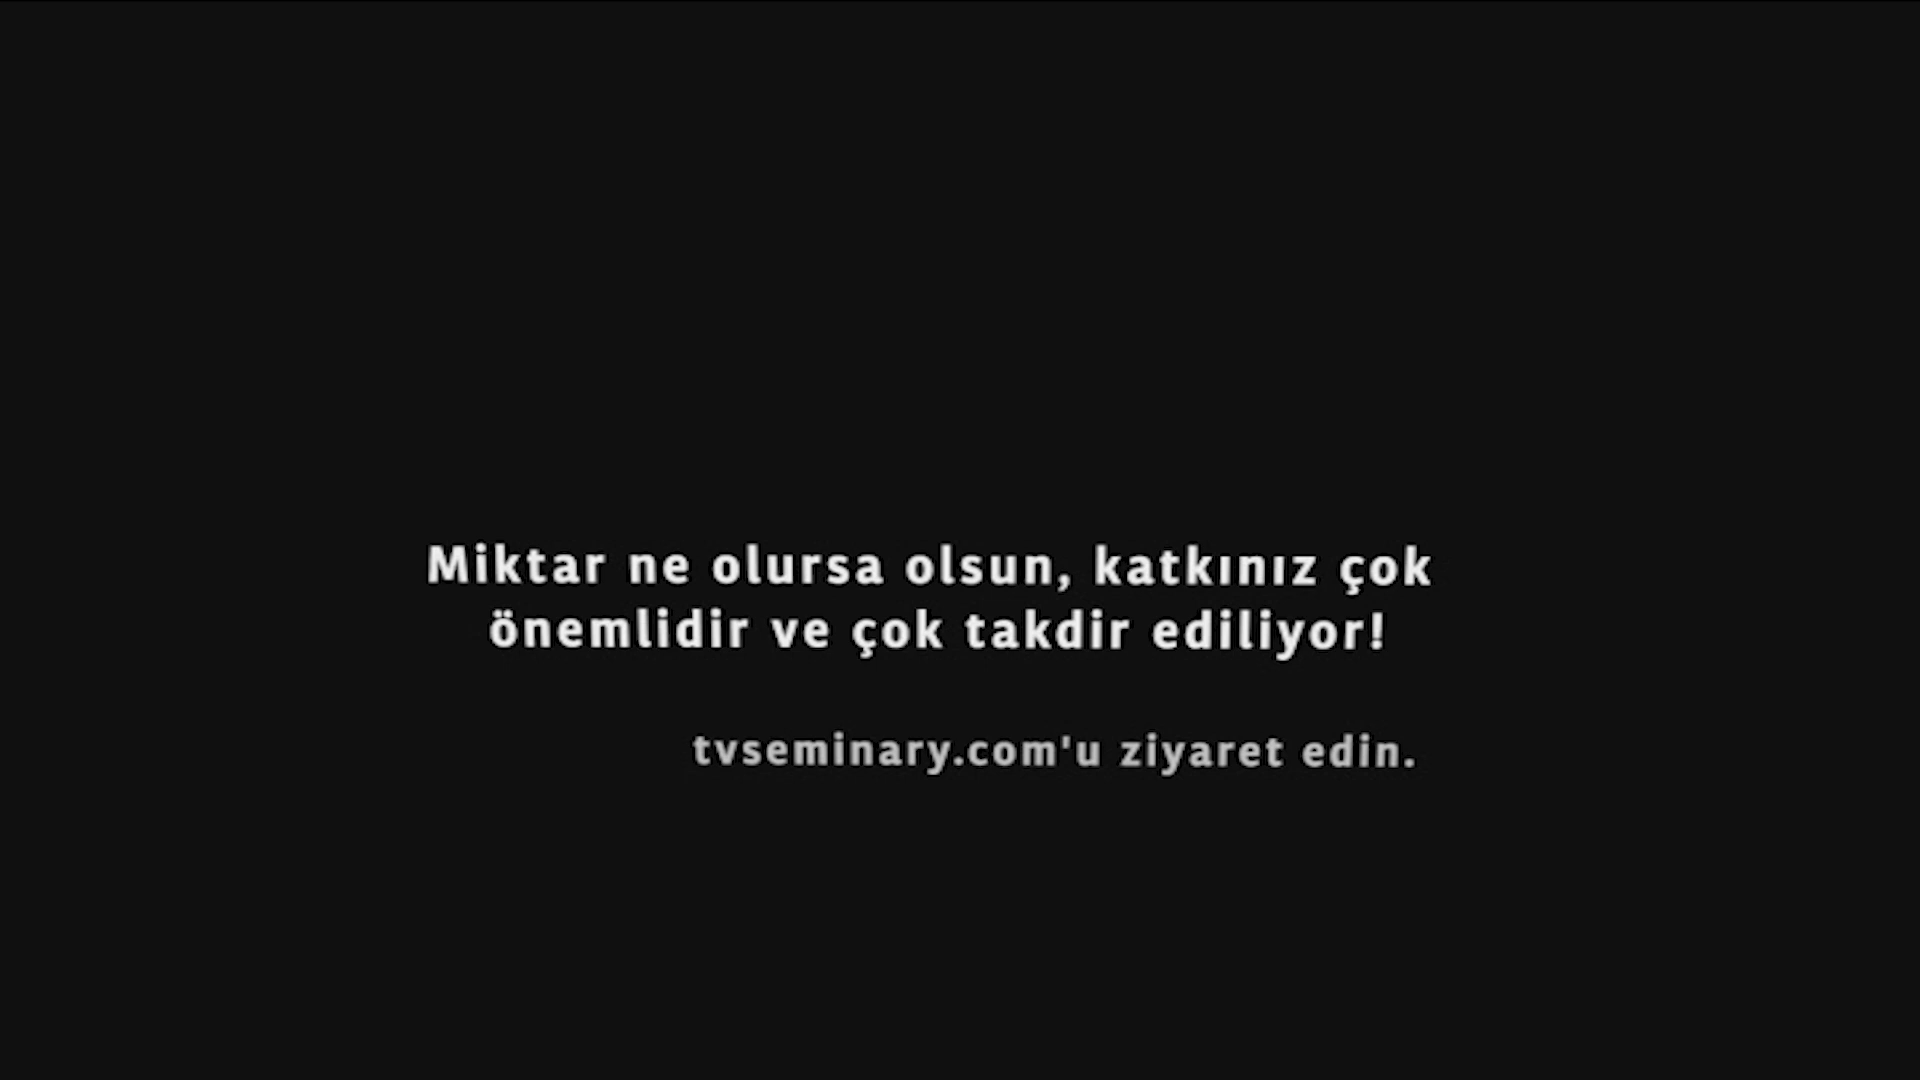 Miktar ne olursa olsun, katkınız çok
önemlidir ve çok takdir ediliyor!
tvseminary.com'u ziyaret edin.